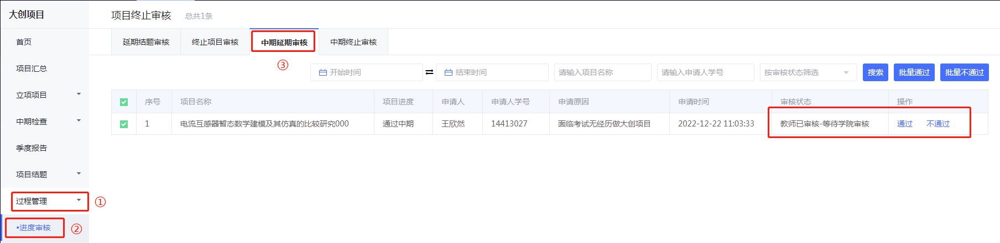 大创项目
项目终止审核 总共1条
首页
项目汇总
立项项目
中期检查
季度报告
项目结题
过程管理 ①
•进度审核 ②
延期结题审核 终止项目审核 中期延期审核 中期终止审核
③
开始时间 结束时间 请输入项目名称 请输入申请人学号 按审核状态筛选 搜索 批量通过 批量不通过
序号 项目名称 项目进度 申请人 申请人学号 申请原因 申请时间 审核状态 操作
1 电流互感器暂态数学建模及其仿真的比较研究000 通过中期 王欣然 14413027 面临考试无经历做大创项目 2022-12-22 11:03:33 教师已审核-等待学院审核 通过 不通过